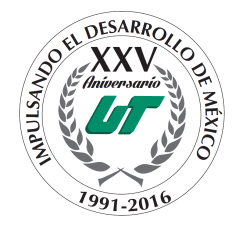 IMPULSANDO EL DESARROLLO DE MÉXICO
XXV
Aniversario
UT
1991-2016